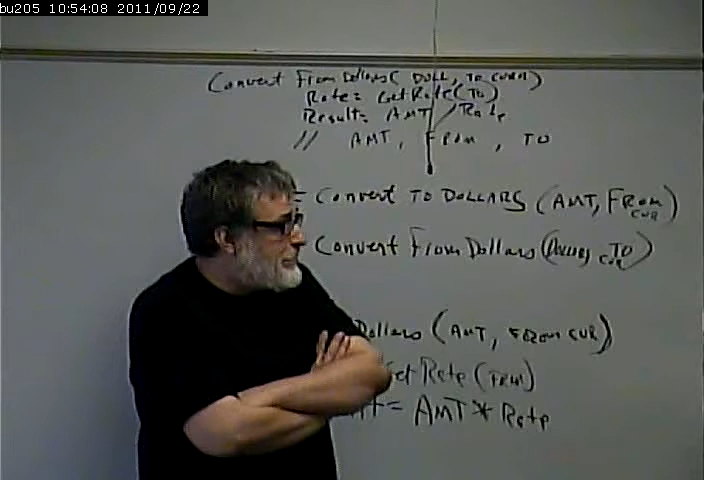 bu205 10:54:08 2011/09/22
Convert From Dollars( DOLL, TO CURR)
Rate= GetRate(TO)
Result= AMT / Rate
// AMT, FROM, TO
= Convert TO DOLLARS (AMT, FROM CUR)
Convert From Dollars (Dollars, TO CUR)
Dollars (AMT, FROM CUR)
Get Rate (FRM)
= AMT * Rate